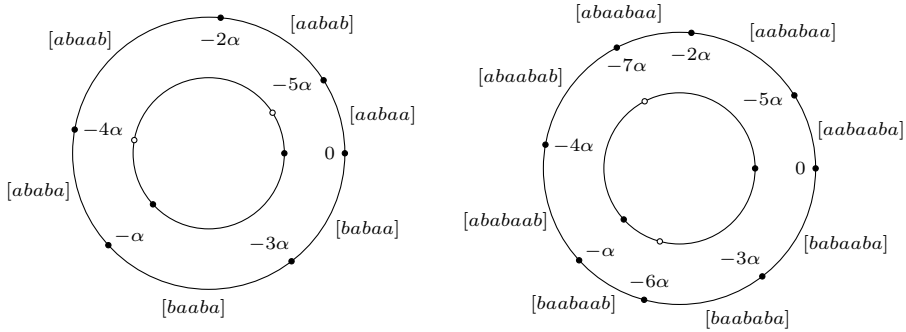 [aabab]
[abaab]
−2α
−5α
[aabaa]
−4α
0
[ababa]
−α
−3α
[babaa]
[baaba]
[abaabaa]
[aababaa]
−7α
−2α
[abaabab]
−5α
[aabaaba]
−4α
0
[ababaab]
−α
−3α
[babaaba]
−6α
[baabaab]
[baababa]